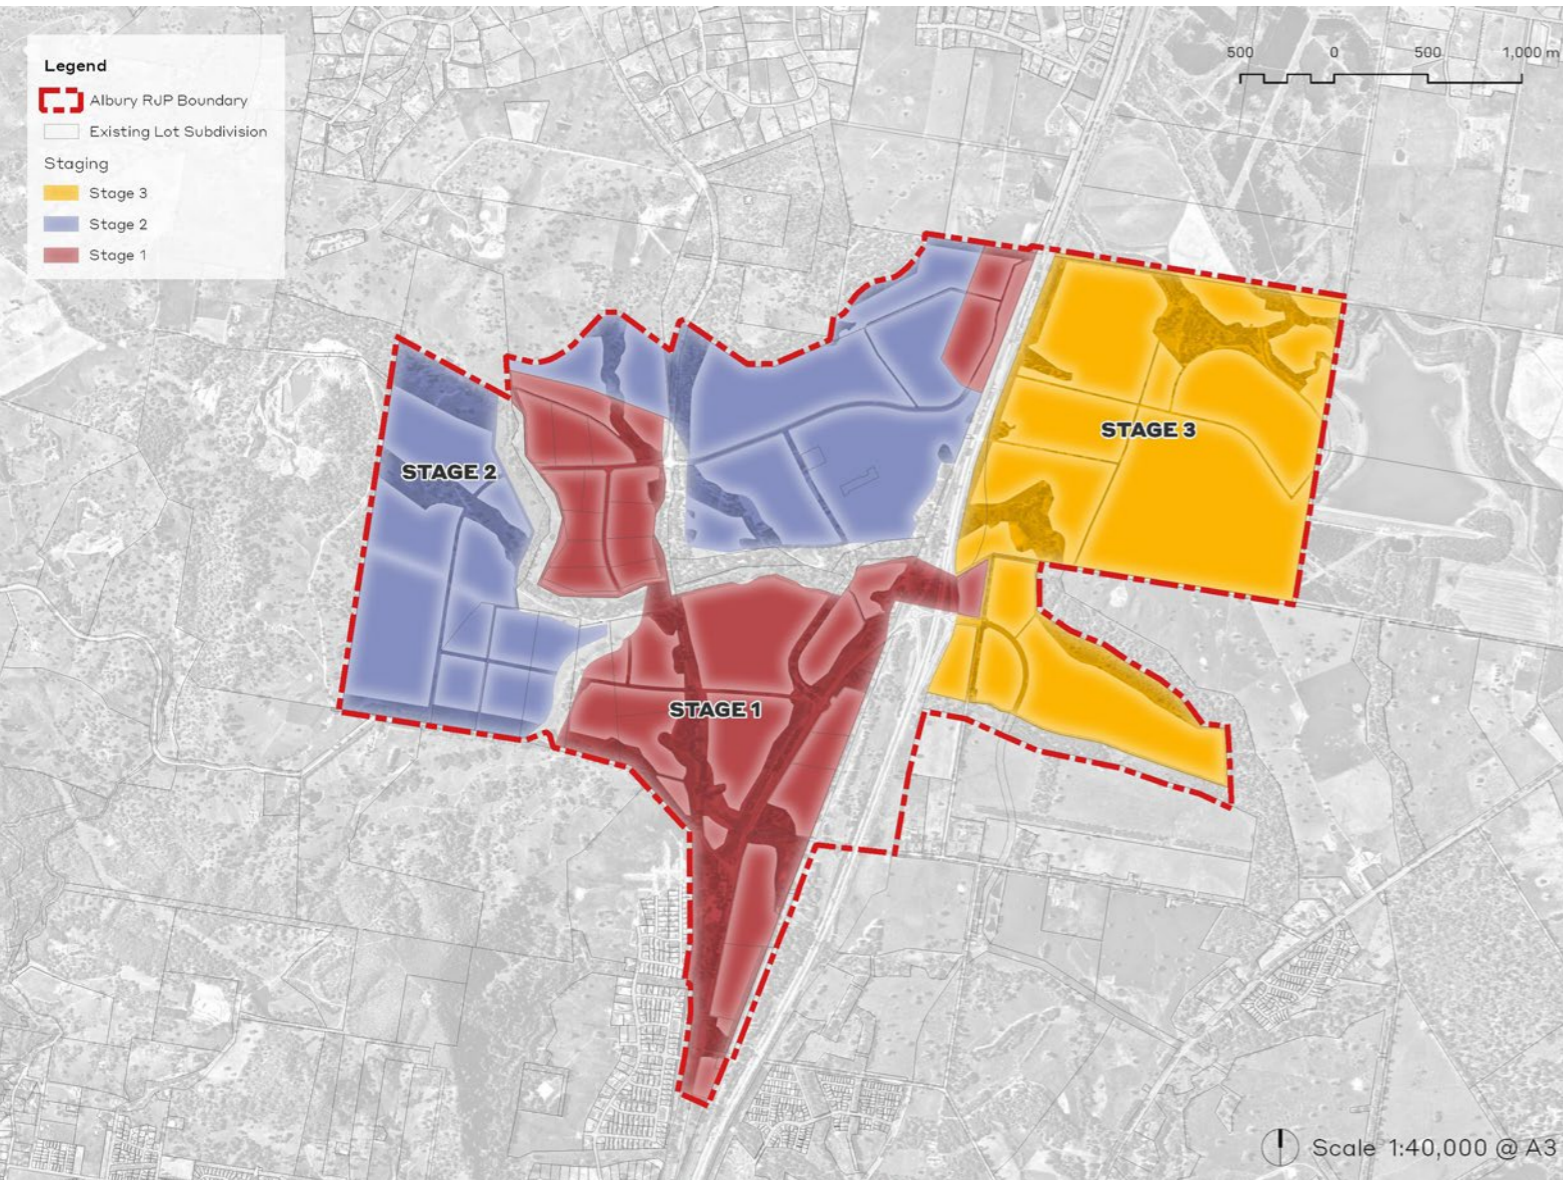 Legend
Albury RJP Boundary
Existing Lot Subdivision
Staging
Stage 3
Stage 2
Stage 1
500 0 500 1,000 m
STAGE 3
STAGE 2
STAGE 1
Scale 1:40,000 @ A3